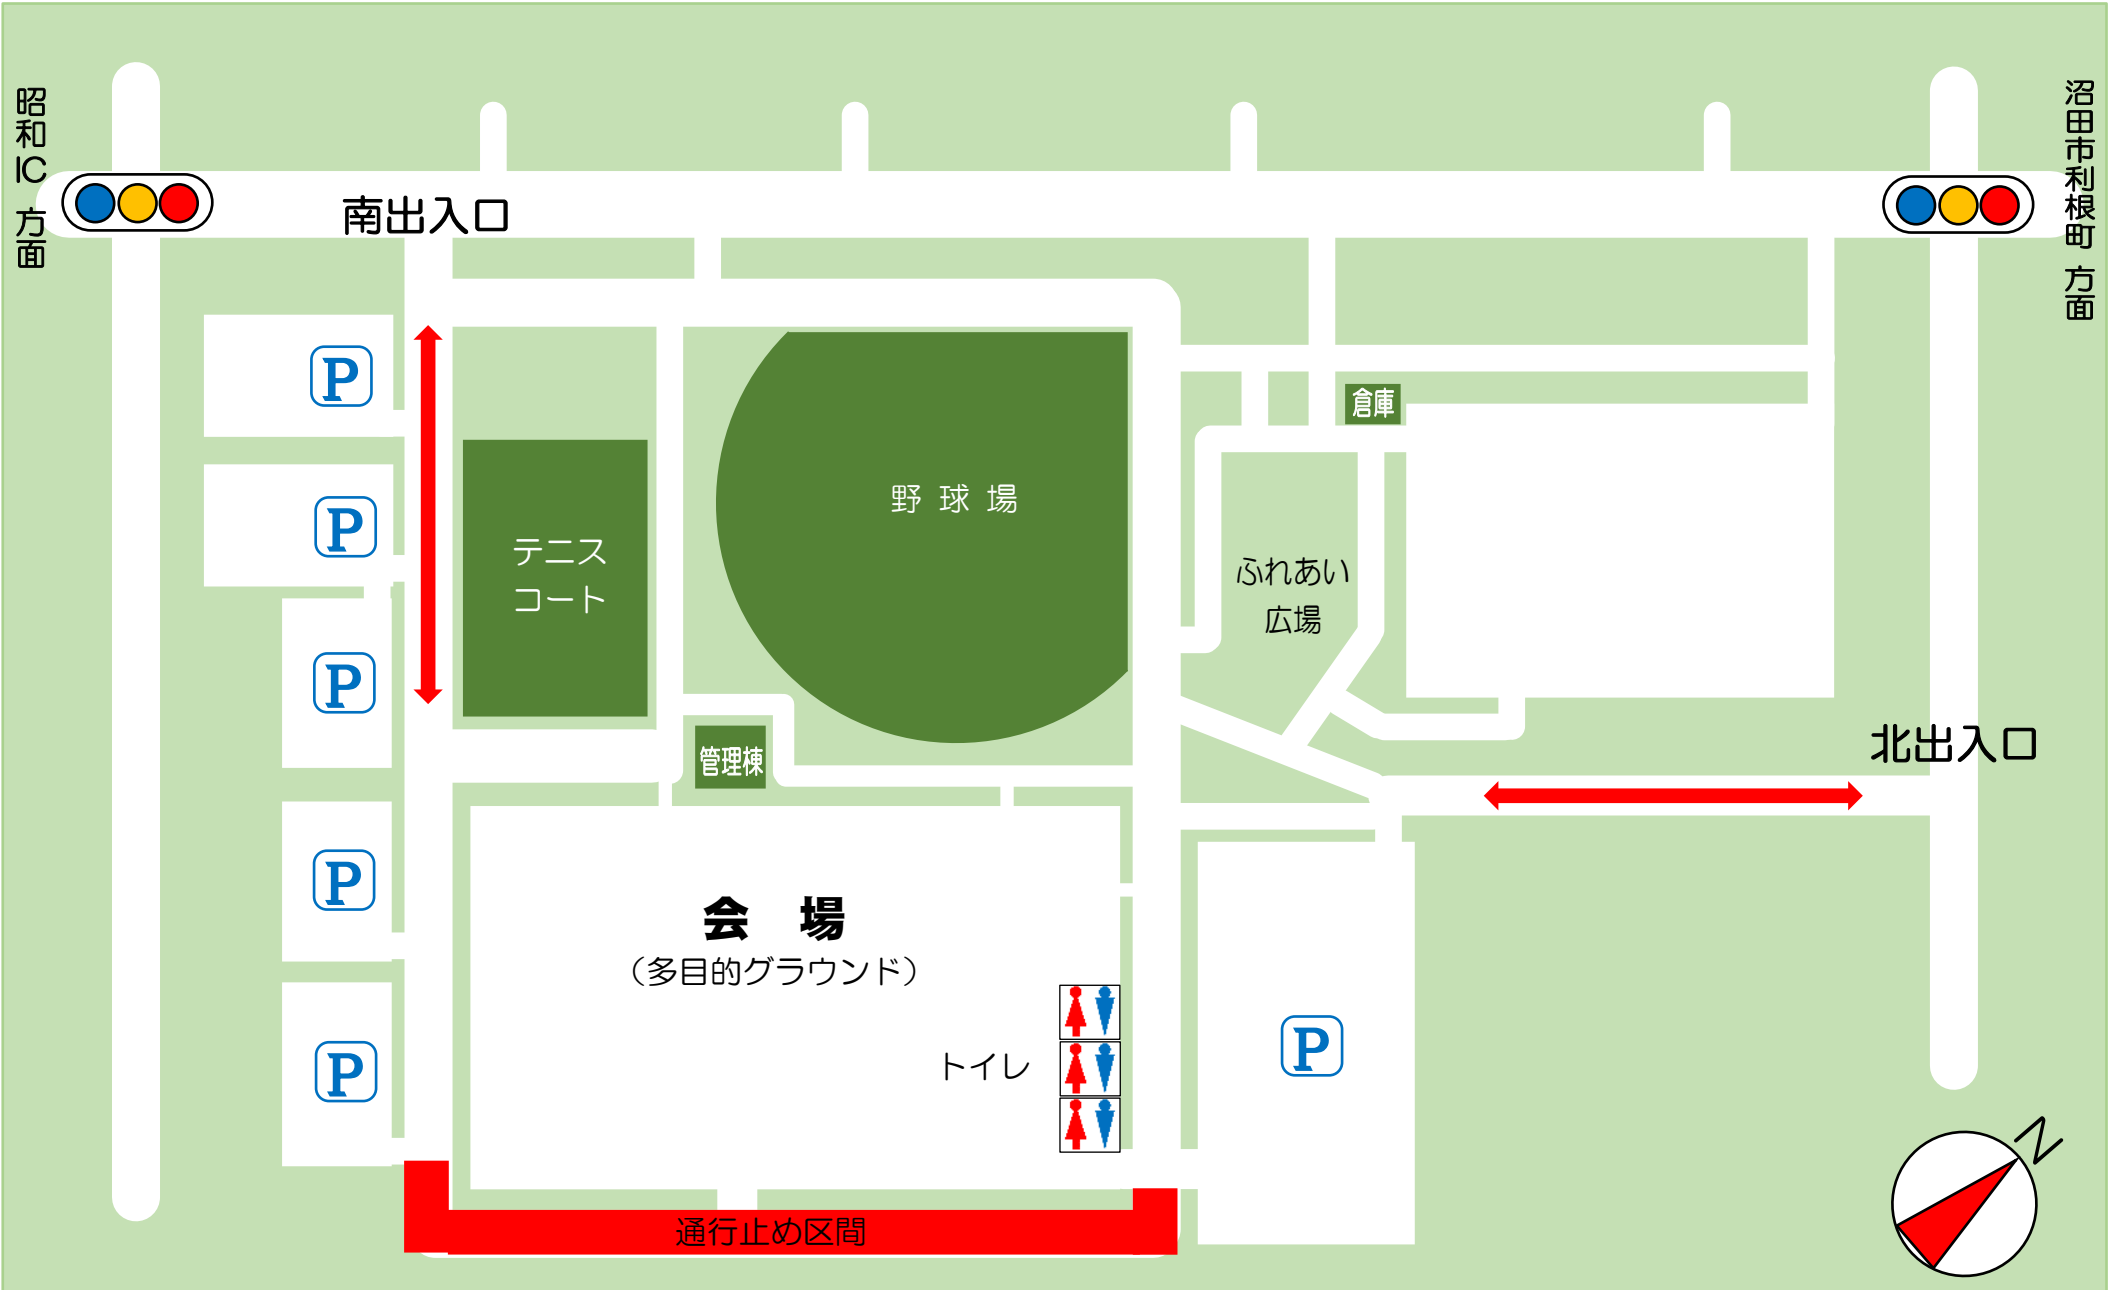 昭和IC 方面
沼田市利根町 方面
南出入口
P
倉庫
野球場
P
テニス
コート
ふれあい
広場
P
管理棟
北出入口
P
会 場
（多目的グラウンド）
トイレ
P
P
N
通行止め区間